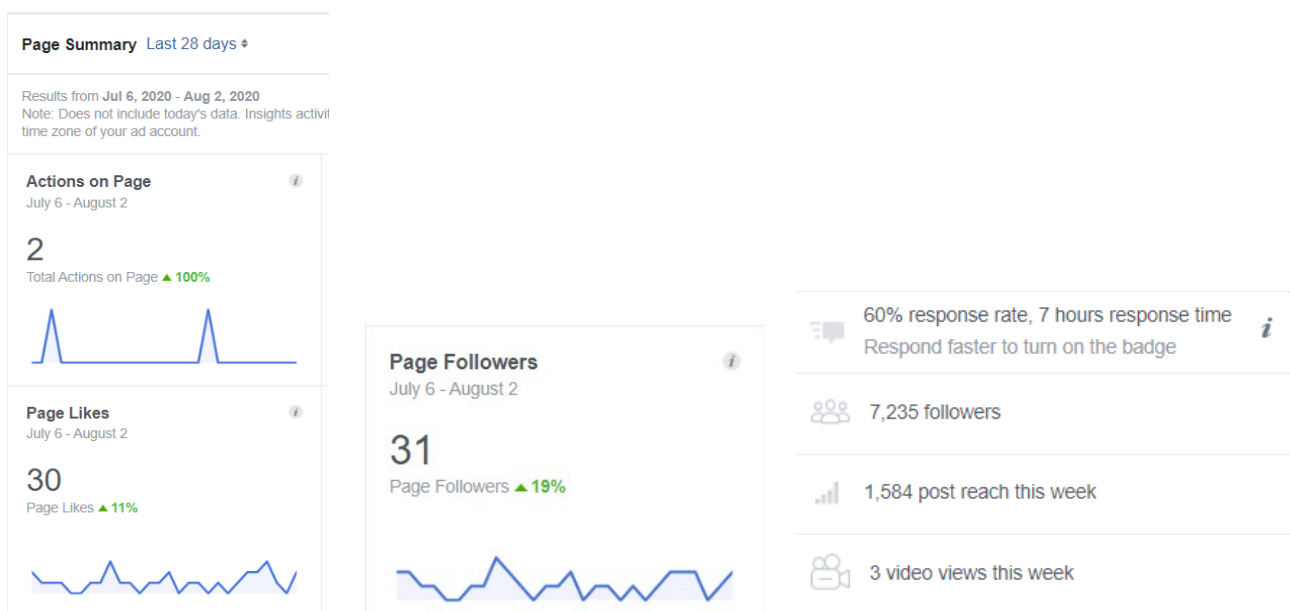 Page Summary Last 28 days
Results from Jul 6, 2020 - Aug 2, 2020
Note: Does not include today's data. Insights activit
time zone of your ad account.
Actions on Page
July 6 - August 2
2
Total Actions on Page 100%
Page Likes
July 6 - August 2
30
Page Likes 11%
Page Followers
July 6 - August 2
31
Page Followers 19%
60% response rate, 7 hours response time
Respond faster to turn on the badge
7,235 followers
1,584 post reach this week
3 video views this week